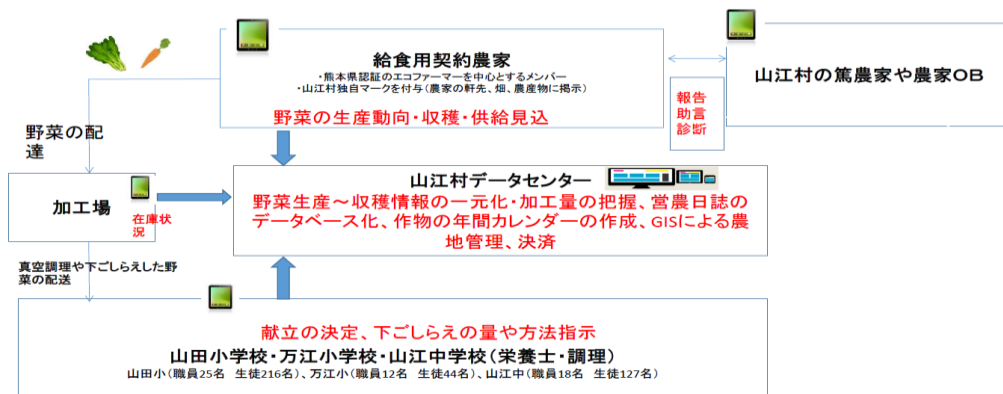 給食用契約農家
・熊本県認証のエコファーマーを中心とするメンバー
・山江村独自マークを付与(農家の軒先、畑、農産物に掲示)
野菜の生産動向・収穫・供給見込
山江村の篤農家や農家OB
報告
助言
診断
野菜の配
達
加工場
在庫状
況
山江村データセンター
野菜生産～収穫情報の一元化・加工量の把握、営農日誌の
データベース化、作物の年間カレンダーの作成、GISによる農
地管理、決済
真空調理や下ごしらえした野
菜の配送
献立の決定、下ごしらえの量や方法指示
山田小学校・万江小学校・山江中学校(栄養士・調理)
山田小(職員25名 生徒216名)、万江小(職員12名 生徒44名)、山江中(職員18名 生徒127名)